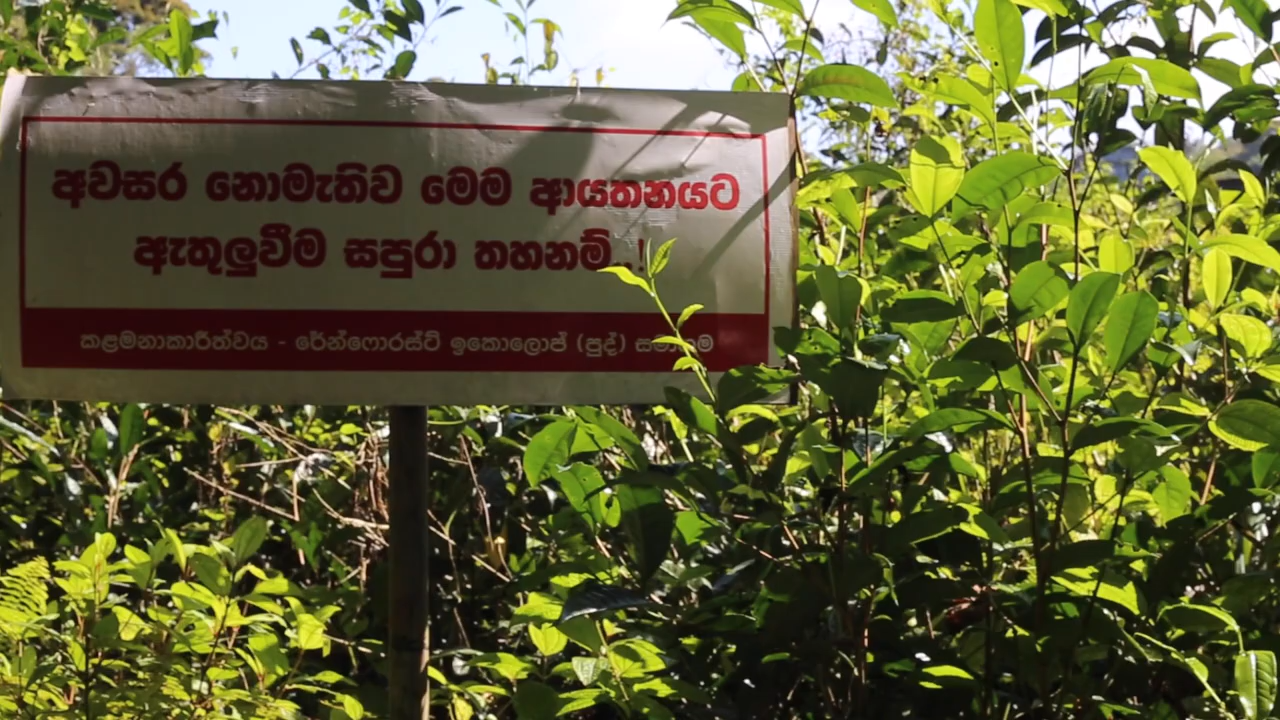 අවසර නොමැතිව මෙම ආයතනයට
ඇතුලුවීම සපුරා තහනම්..!
කළමනාකාරීත්වය - රේන්ෆොරස්ට් ඉකොලොජ් (පුද්) සමාගම